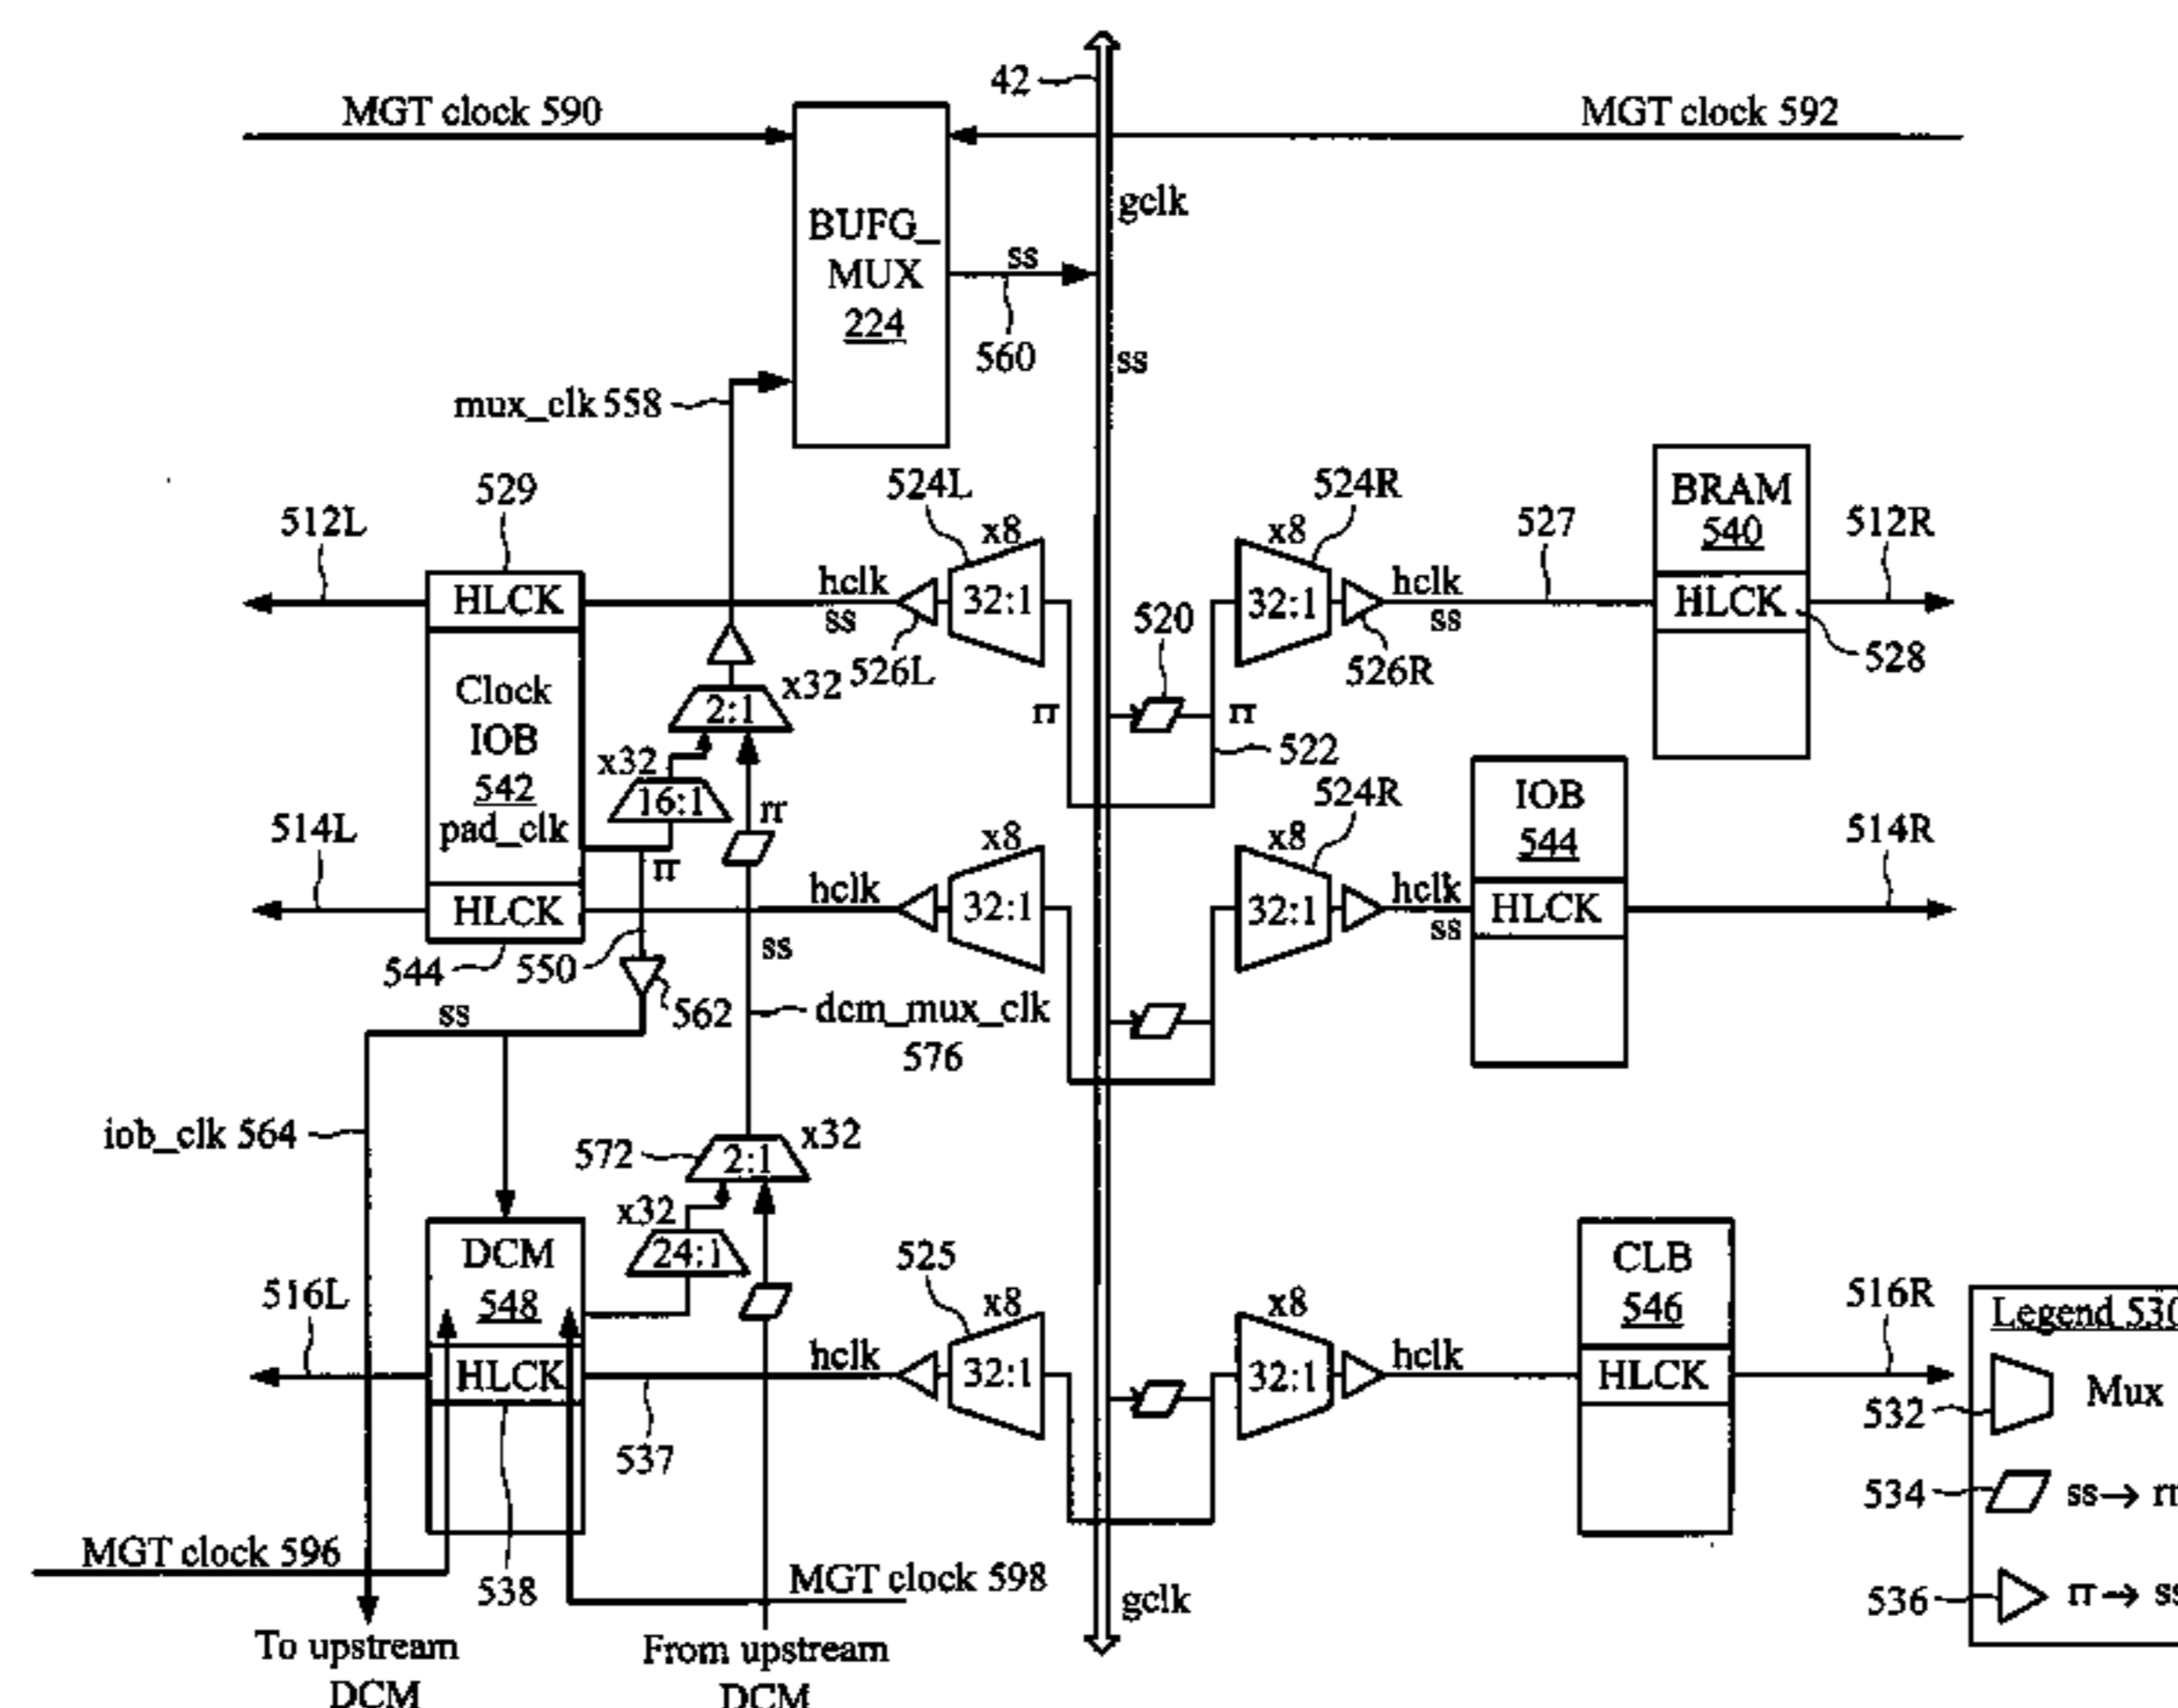 42
MGT clock 590
MGT clock 592
BUFG_
MUX
224
gclk
ss
560
ss
mux_clk 558
524L
x8
32:1
524R
x8
32:1
527
BRAM
540
512R
HLCK
528
529
512L
HLCK
hclk
ss
526L
hclk
ss
526R
520
rr
rr
522
Clock
IOB
542
pad_clk
x32
2:1
x32
16:1
rr
rr
514L
HLCK
544
550
562
hclk
ss
x8
32:1
524R
x8
32:1
hclk
ss
IOB
544
HLCK
514R
ss
dcm_mux_clk
576
iob_clk 564
572
2:1
x32
x32
24:1
DCM
548
HLCK
516L
525
x8
32:1
hclk
537
x8
32:1
hclk
CLB
546
HLCK
516R
Legend 530
532
Mux
534
ss→ rr
536
rr→ ss
MGT clock 596
538
MGT clock 598
gclk
To upstream
DCM
From upstream
DCM